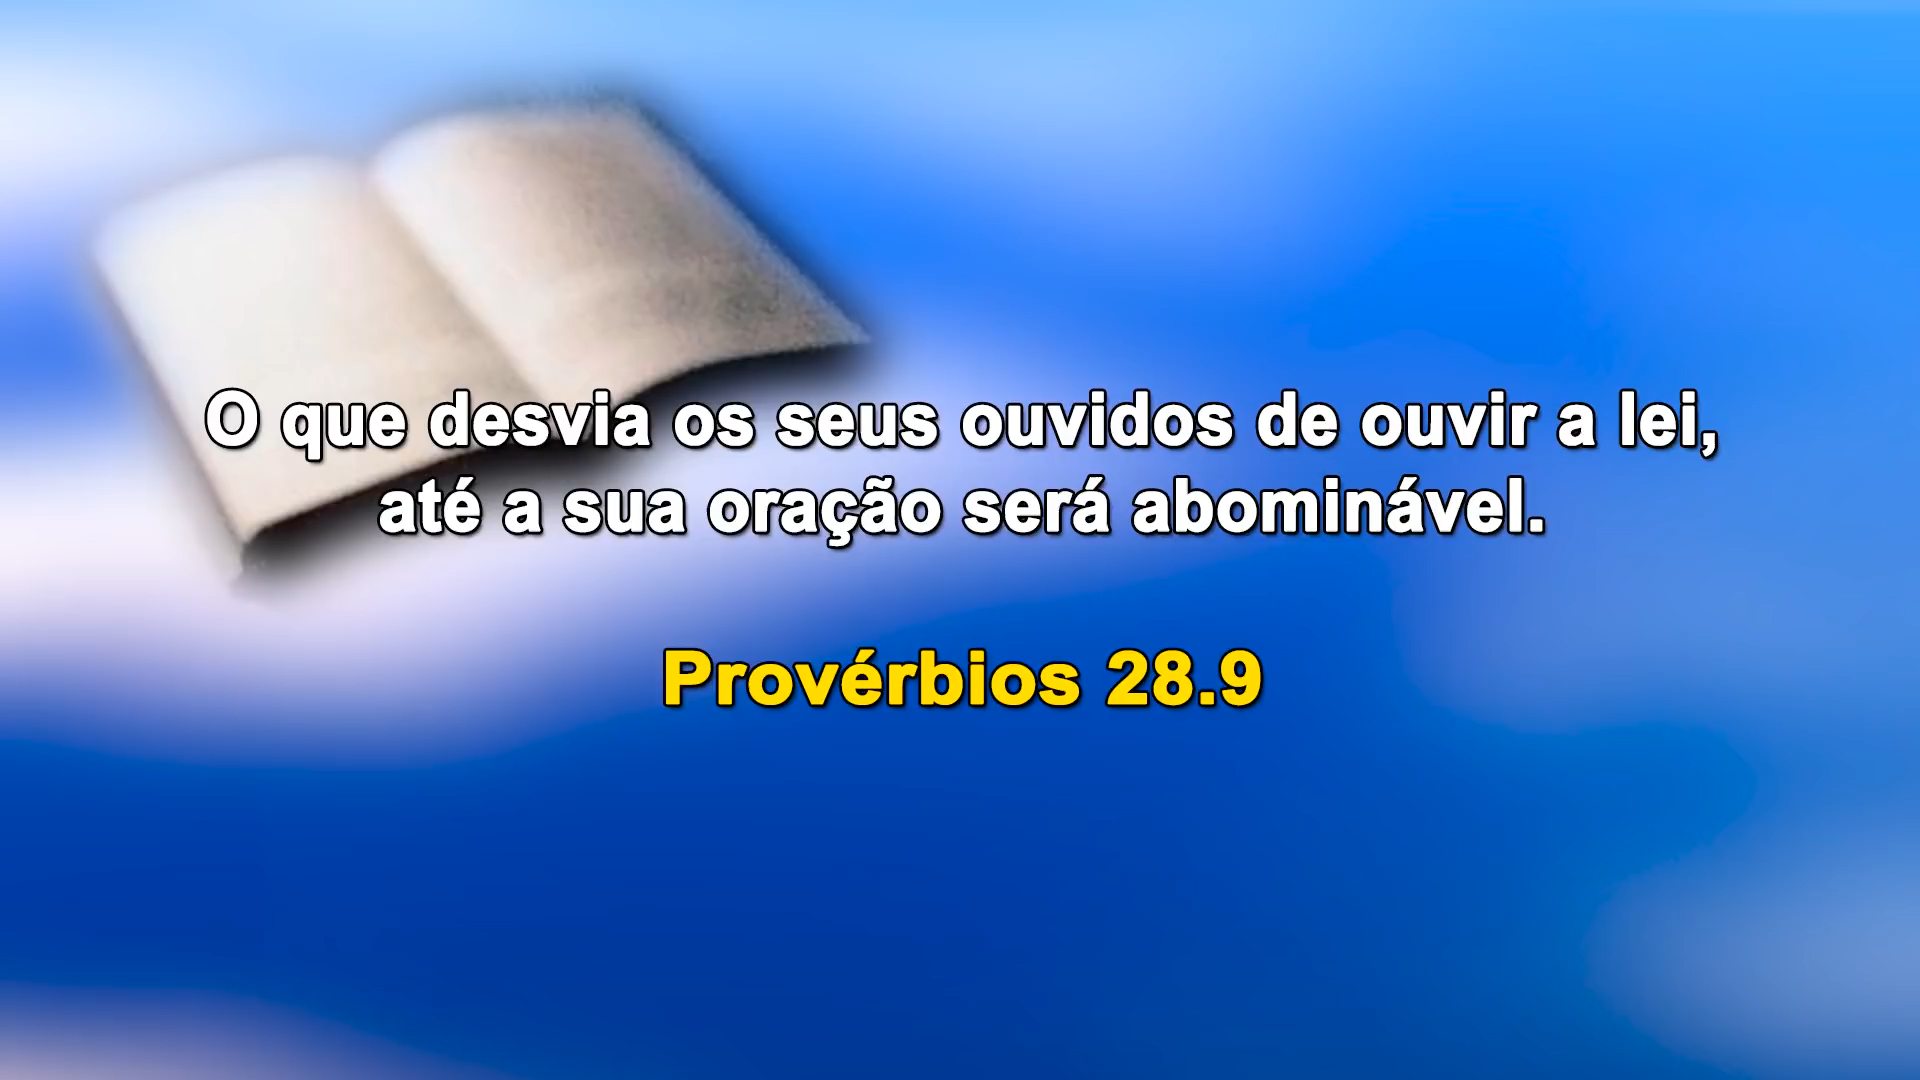 O que desvia os seus ouvidos de ouvir a lei,
até a sua oração será abominável.
Provérbios 28.9